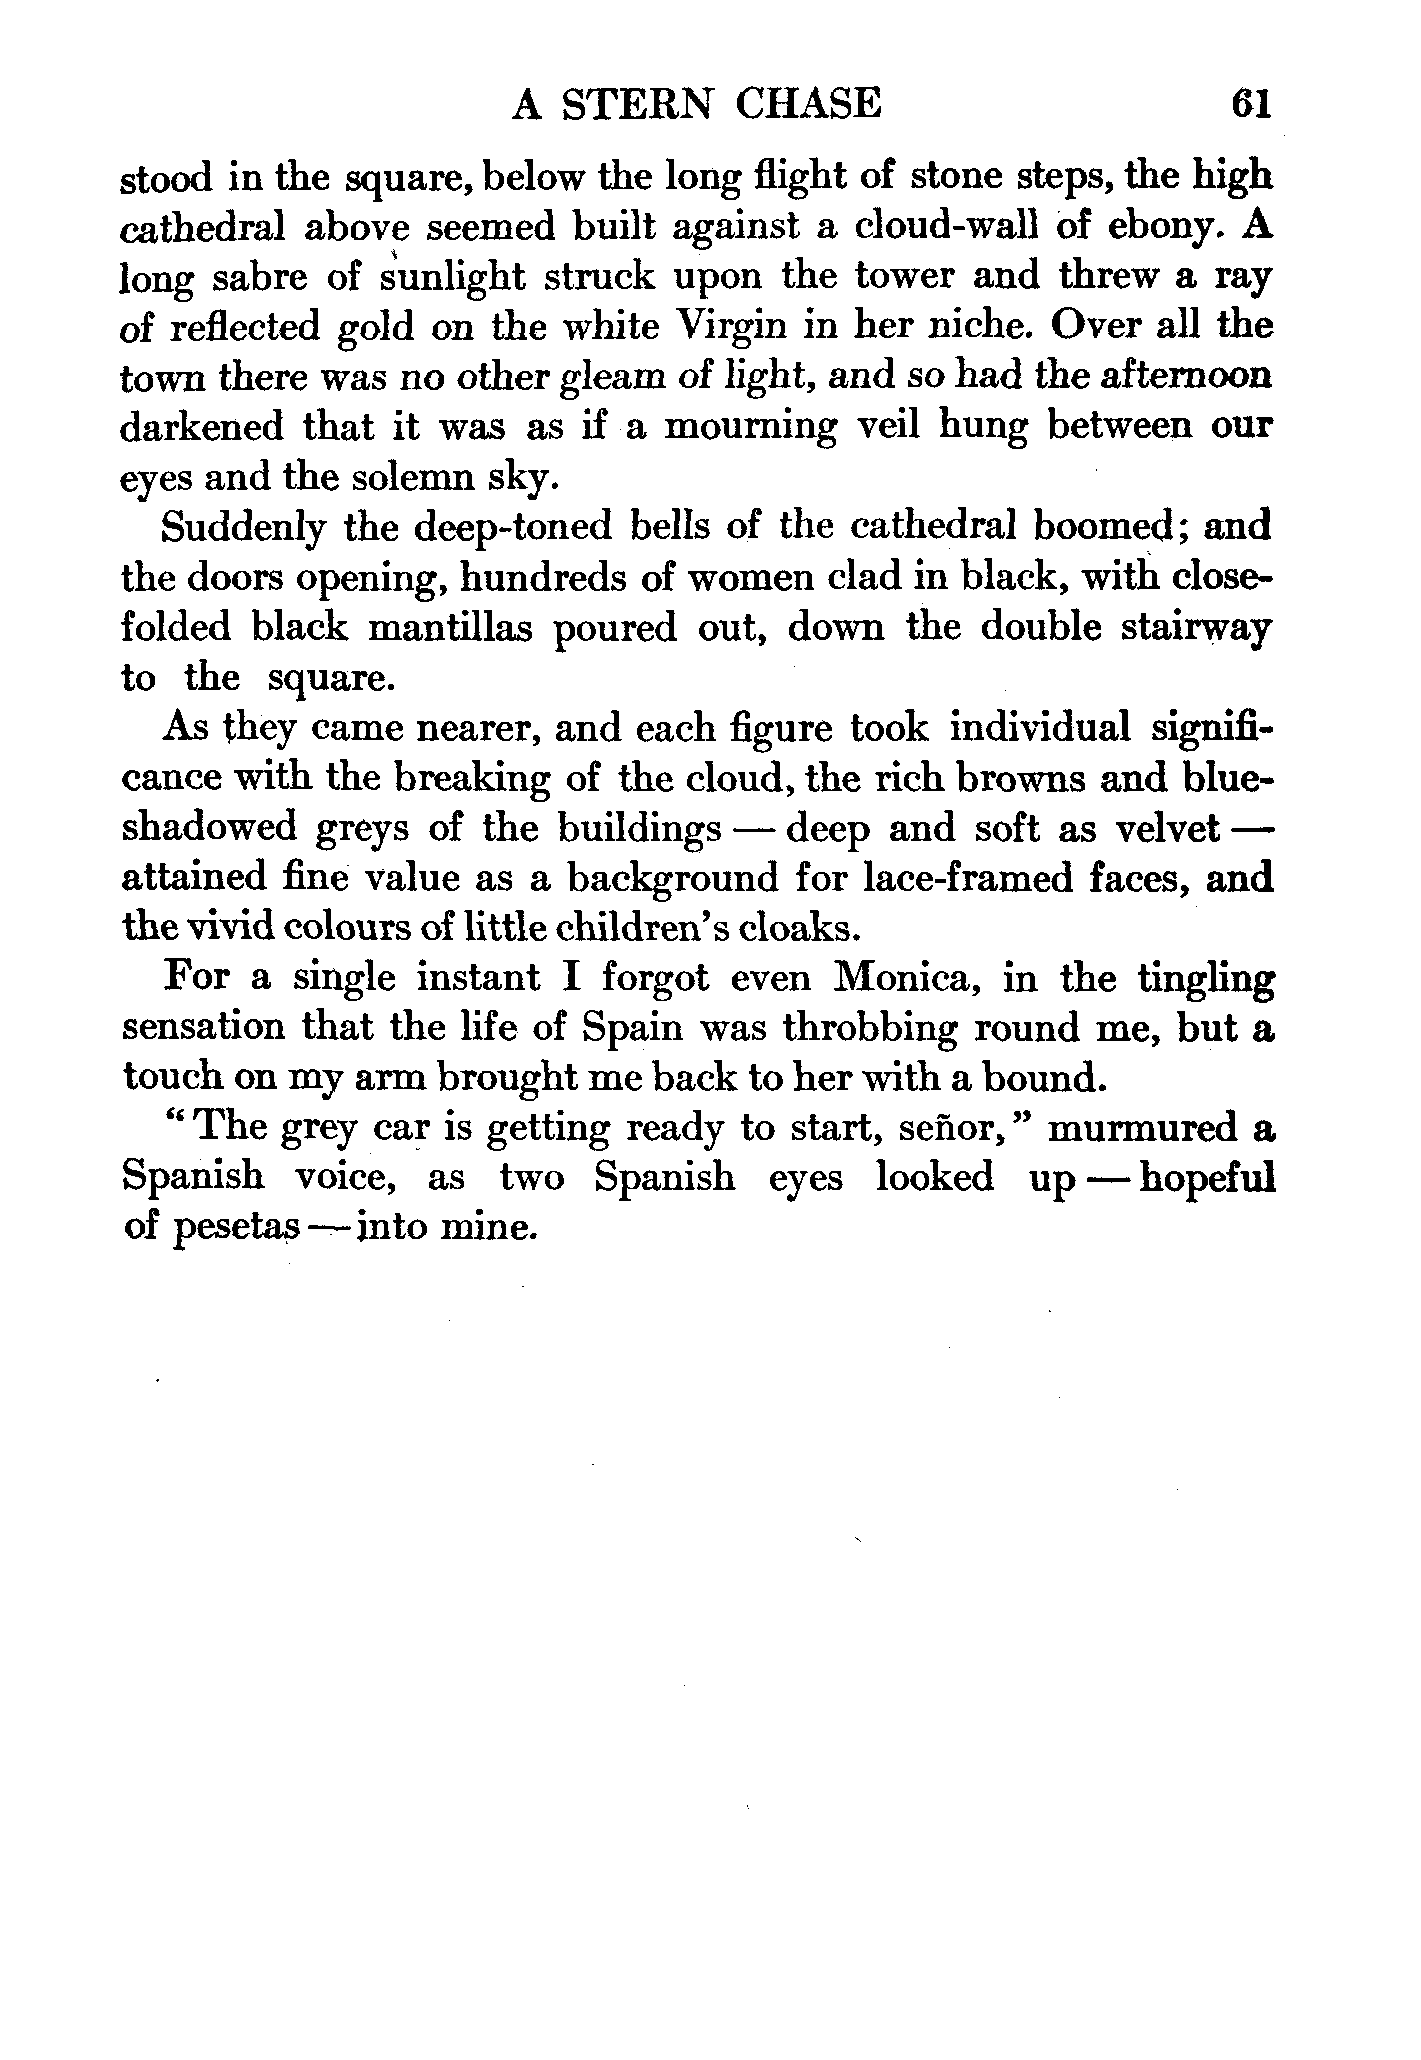 A STERN CHASE 61
stood in the square, below the long flight of stone steps, the high
cathedral above seemed built against a cloud-wall of ebony. A
long sabre of sunlight struck upon the tower and threw a ray
of reflected gold on the white Virgin in her niche. Over all the
town there was no other gleam of light, and so had the afternoon
darkened that it was as if a mourning veil hung between our
eyes and the solemn sky.
Suddenly the deep-toned bells of the cathedral boomed; and
the doors opening, hundreds of women clad in black, with close-
folded black mantillas poured out, down the double stairway
to the square.
As they came nearer, and each figure took individual signifi-
cance with the breaking of the cloud, the rich browns and blue-
shadowed greys of the buildings — deep and soft as velvet —
attained fine value as a background for lace-framed faces, and
the vivid colours of little children's cloaks.
For a single instant I forgot even Monica, in the tingling
sensation that the life of Spain was throbbing round me, but a
touch on my arm brought me back to her with a bound.
"The grey car is getting ready to start, señor," murmured a
Spanish voice, as two Spanish eyes looked up — hopeful
of pesetas — into mine.